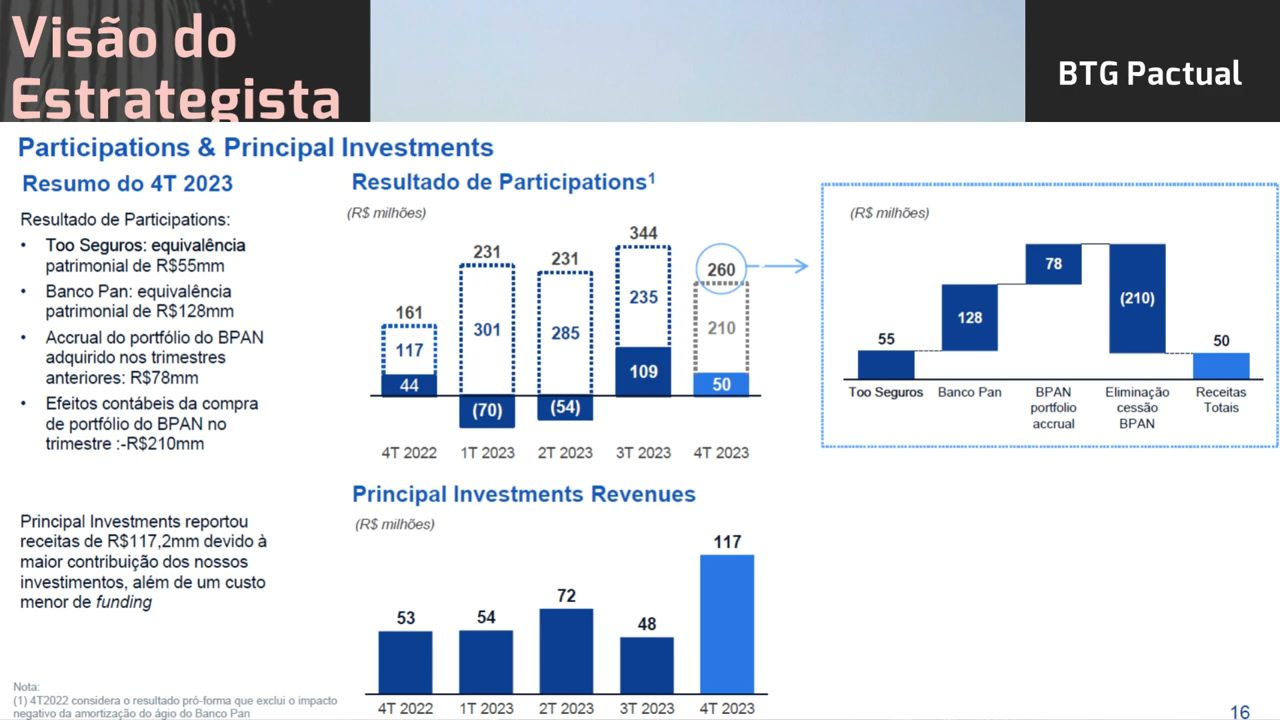 Visão do
Estrategista
BTG Pactual
Participations & Principal Investments
Resumo do 4T 2023
Resultado de Participations:
• Too Seguros: equivalência
patrimonial de R$55mm
• Banco Pan: equivalência
patrimonial de R$128mm
• Accrual do portfólio do BPAN
adquirido nos trimestres
anteriores: R$78mm
• Efeitos contábeis da compra
de portfólio do BPAN no
trimestre :-R$210mm
Principal Investments reportou
receitas de R$117,2mm devido à
maior contribuição dos nossos
investimentos, além de um custo
menor de funding
Resultado de Participations¹
(R$ milhões)
161 231 231 344 260
117 301 285 235 210
44 (70) (54) 109 50
4T 2022 1T 2023 2T 2023 3T 2023 4T 2023
(R$ milhões)
55 128 78 (210) 50
Too Seguros Banco Pan BPAN Eliminação Receitas
portfolio cessão Totais
accrual BPAN
Principal Investments Revenues
(R$ milhões)
53 54 72 48 117
4T 2022 1T 2023 2T 2023 3T 2023 4T 2023
Nota:
(1) 4T2022 considera o resultado pró-forma que exclui o impacto
negativo da amortização do ágio do Banco Pan
16